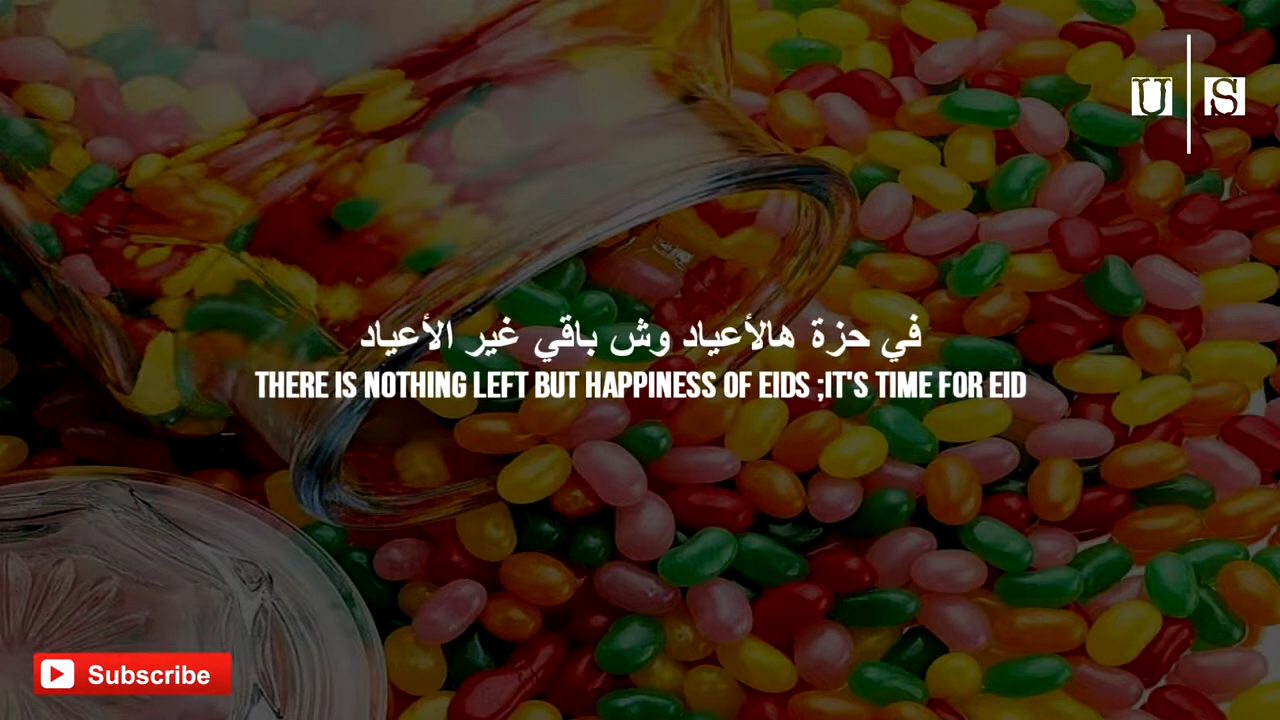 U S
في حزة هالأعياد وش باقي غير الأعياد
THERE IS NOTHING LEFT BUT HAPPINESS OF EIDS ;IT'S TIME FOR EID
Subscribe